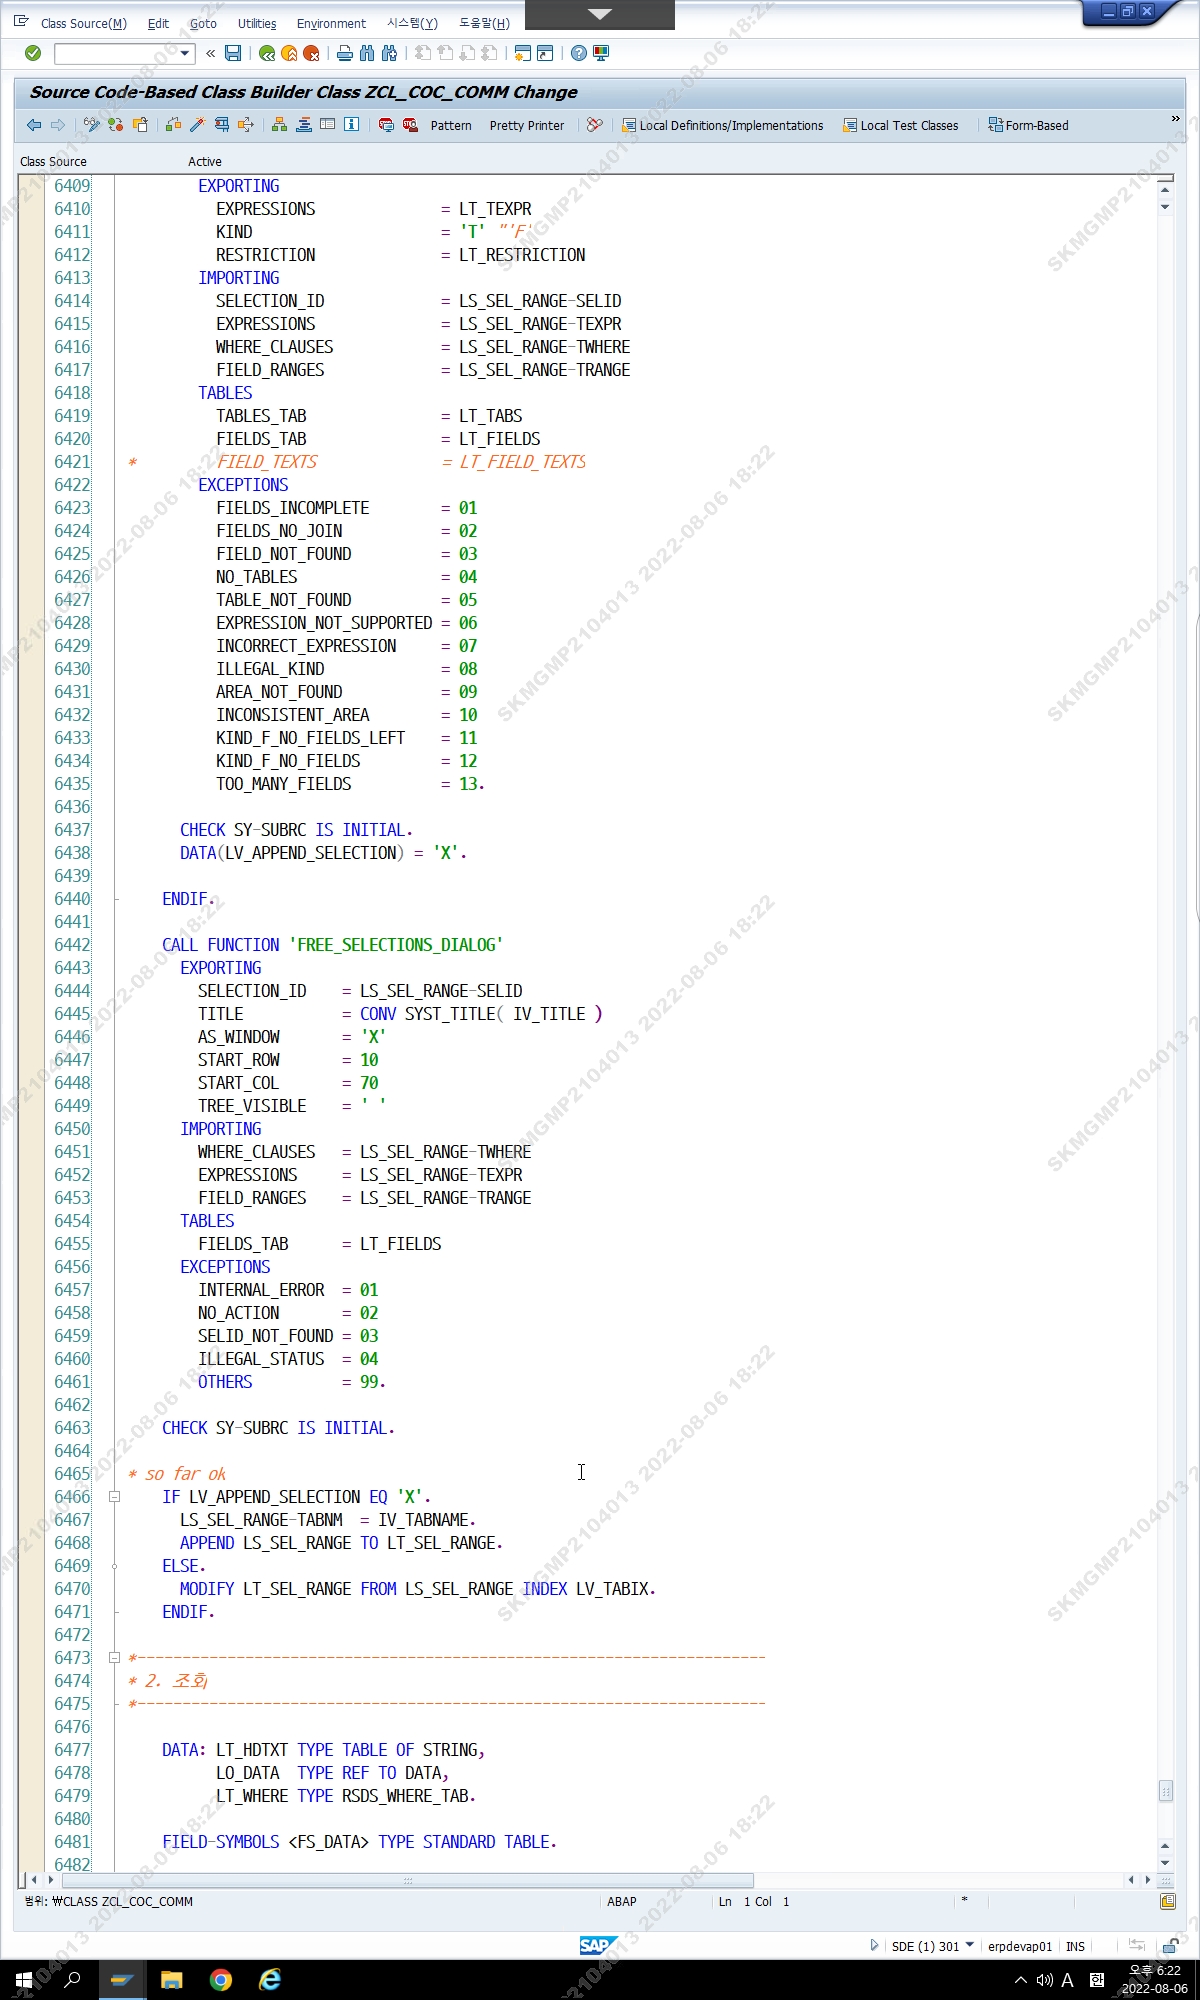 Class Source(M) Edit Goto Utilities Environment 시스템(Y) 도움말(H)
Source Code-Based Class Builder Class ZCL_COC_COMM Change
Pattern Pretty Printer Local Definitions/Implementations Local Test Classes Form-Based
Class Source Active
6409 EXPORTING
6410 EXPRESSIONS = LT_TEXPR
6411 KIND = 'T' "'F'
6412 RESTRICTION = LT_RESTRICTION
6413 IMPORTING
6414 SELECTION_ID = LS_SEL_RANGE-SELID
6415 EXPRESSIONS = LS_SEL_RANGE-TEXPR
6416 WHERE_CLAUSES = LS_SEL_RANGE-TWHERE
6417 FIELD_RANGES = LS_SEL_RANGE-TRANGE
6418 TABLES
6419 TABLES_TAB = LT_TABS
6420 FIELDS_TAB = LT_FIELDS
6421 * FIELD_TEXTS = LT_FIELD_TEXTS
6422 EXCEPTIONS
6423 FIELDS_INCOMPLETE = 01
6424 FIELDS_NO_JOIN = 02
6425 FIELD_NOT_FOUND = 03
6426 NO_TABLES = 04
6427 TABLE_NOT_FOUND = 05
6428 EXPRESSION_NOT_SUPPORTED = 06
6429 INCORRECT_EXPRESSION = 07
6430 ILLEGAL_KIND = 08
6431 AREA_NOT_FOUND = 09
6432 INCONSISTENT_AREA = 10
6433 KIND_F_NO_FIELDS_LEFT = 11
6434 KIND_F_NO_FIELDS = 12
6435 TOO_MANY_FIELDS = 13.
6436
6437 CHECK SY-SUBRC IS INITIAL.
6438 DATA(LV_APPEND_SELECTION) = 'X'.
6439
6440 ENDIF.
6441
6442 CALL FUNCTION 'FREE_SELECTIONS_DIALOG'
6443 EXPORTING
6444 SELECTION_ID = LS_SEL_RANGE-SELID
6445 TITLE = CONV SYST_TITLE( IV_TITLE )
6446 AS_WINDOW = 'X'
6447 START_ROW = 10
6448 START_COL = 70
6449 TREE_VISIBLE = ' '
6450 IMPORTING
6451 WHERE_CLAUSES = LS_SEL_RANGE-TWHERE
6452 EXPRESSIONS = LS_SEL_RANGE-TEXPR
6453 FIELD_RANGES = LS_SEL_RANGE-TRANGE
6454 TABLES
6455 FIELDS_TAB = LT_FIELDS
6456 EXCEPTIONS
6457 INTERNAL_ERROR = 01
6458 NO_ACTION = 02
6459 SELID_NOT_FOUND = 03
6460 ILLEGAL_STATUS = 04
6461 OTHERS = 99.
6462
6463 CHECK SY-SUBRC IS INITIAL.
6464
6465 * so far ok
6466 IF LV_APPEND_SELECTION EQ 'X'.
6467 LS_SEL_RANGE-TABNM = IV_TABNAME.
6468 APPEND LS_SEL_RANGE TO LT_SEL_RANGE.
6469 ELSE.
6470 MODIFY LT_SEL_RANGE FROM LS_SEL_RANGE INDEX LV_TABIX.
6471 ENDIF.
6472
6473 *----------------------------------------------------------------------
6474 * 2. 조회
6475 *----------------------------------------------------------------------
6476
6477 DATA: LT_HDTXT TYPE TABLE OF STRING,
6478 LO_DATA TYPE REF TO DATA,
6479 LT_WHERE TYPE RSDS_WHERE_TAB.
6480
6481 FIELD-SYMBOLS <FS_DATA> TYPE STANDARD TABLE.
6482
범위: ₩CLASS ZCL_COC_COMM ABAP Ln 1 Col 1 *
SAP SDE (1) 301 erpdevap01 INS
A 한 오후 6:22
2022-08-06
SKMGMP2104013 2022-08-06 18:22